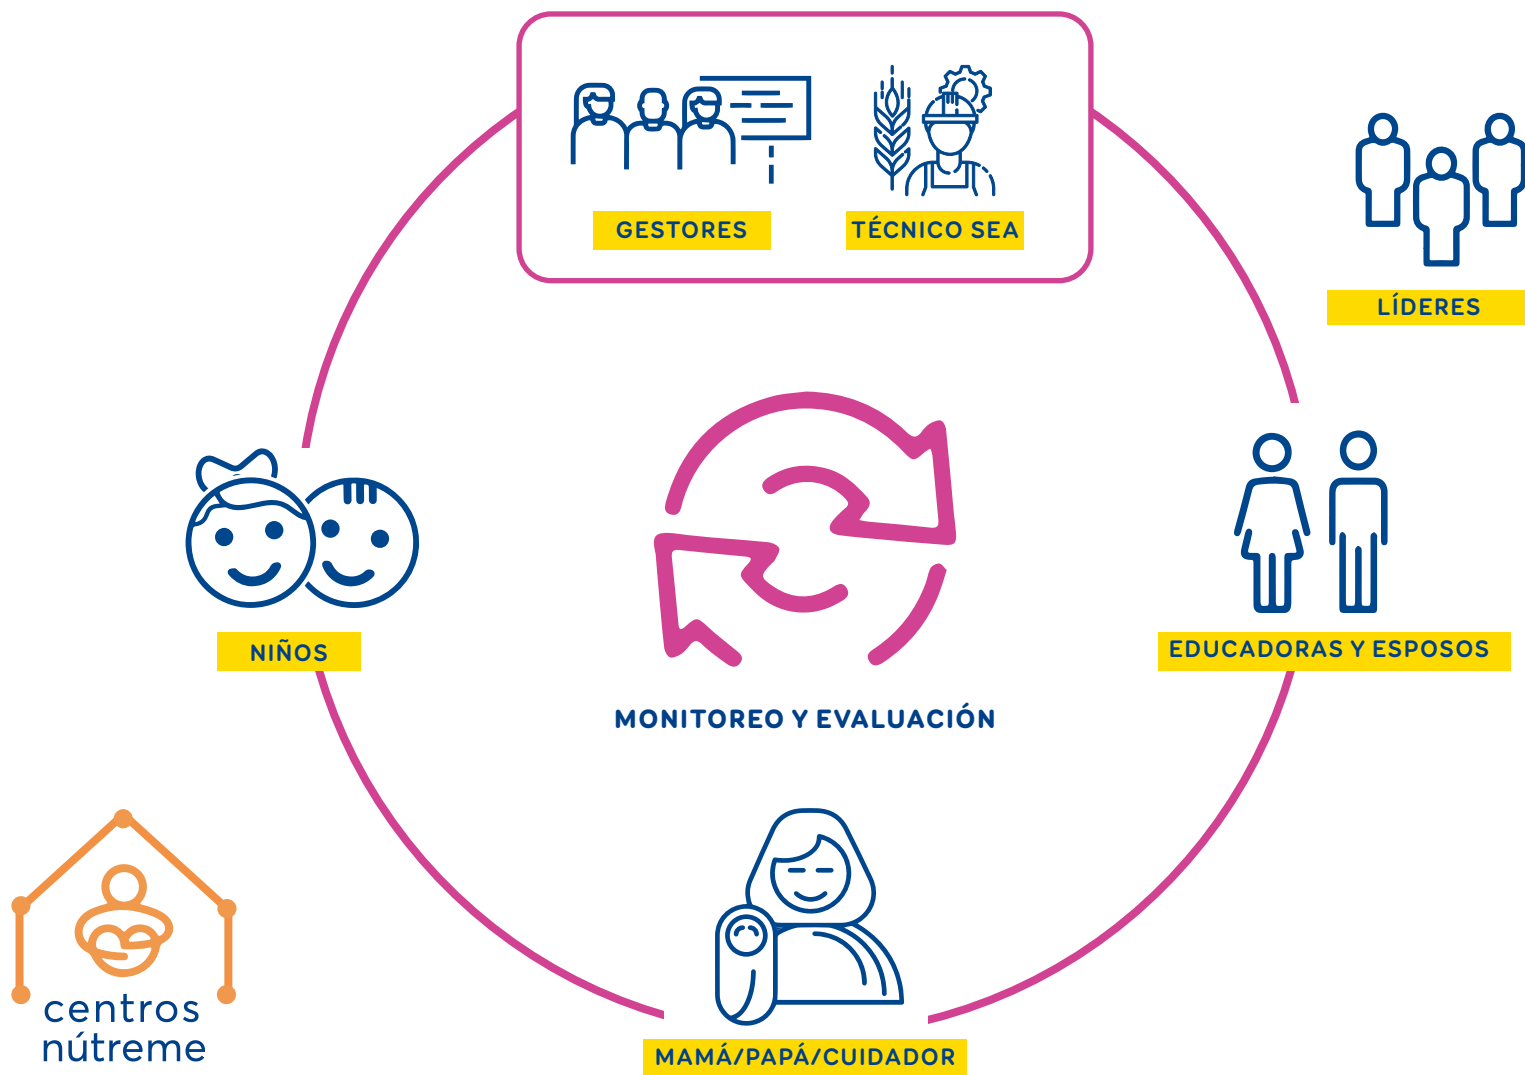 GESTORES
TÉCNICO SEA
LÍDERES
NIÑOS
EDUCADORAS Y ESPOSOS
MONITOREO Y EVALUACIÓN
centros
nútreme
MAMÁ/PAPÁ/CUIDADOR